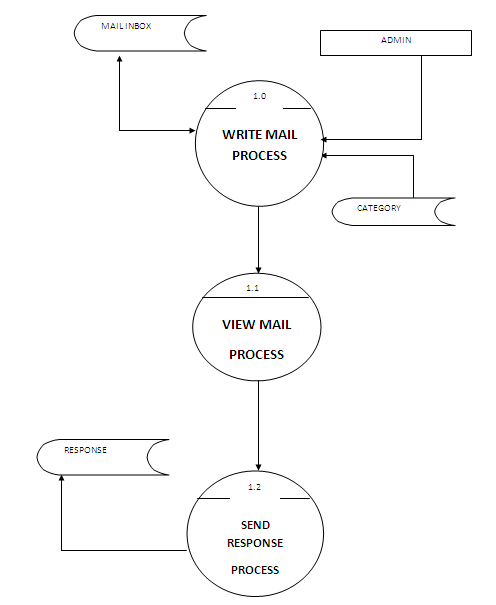 MAIL INBOX
ADMIN
1.0
WRITE MAIL
PROCESS
CATEGORY
1.1
VIEW MAIL
PROCESS
RESPONSE
1.2
SEND
RESPONSE
PROCESS